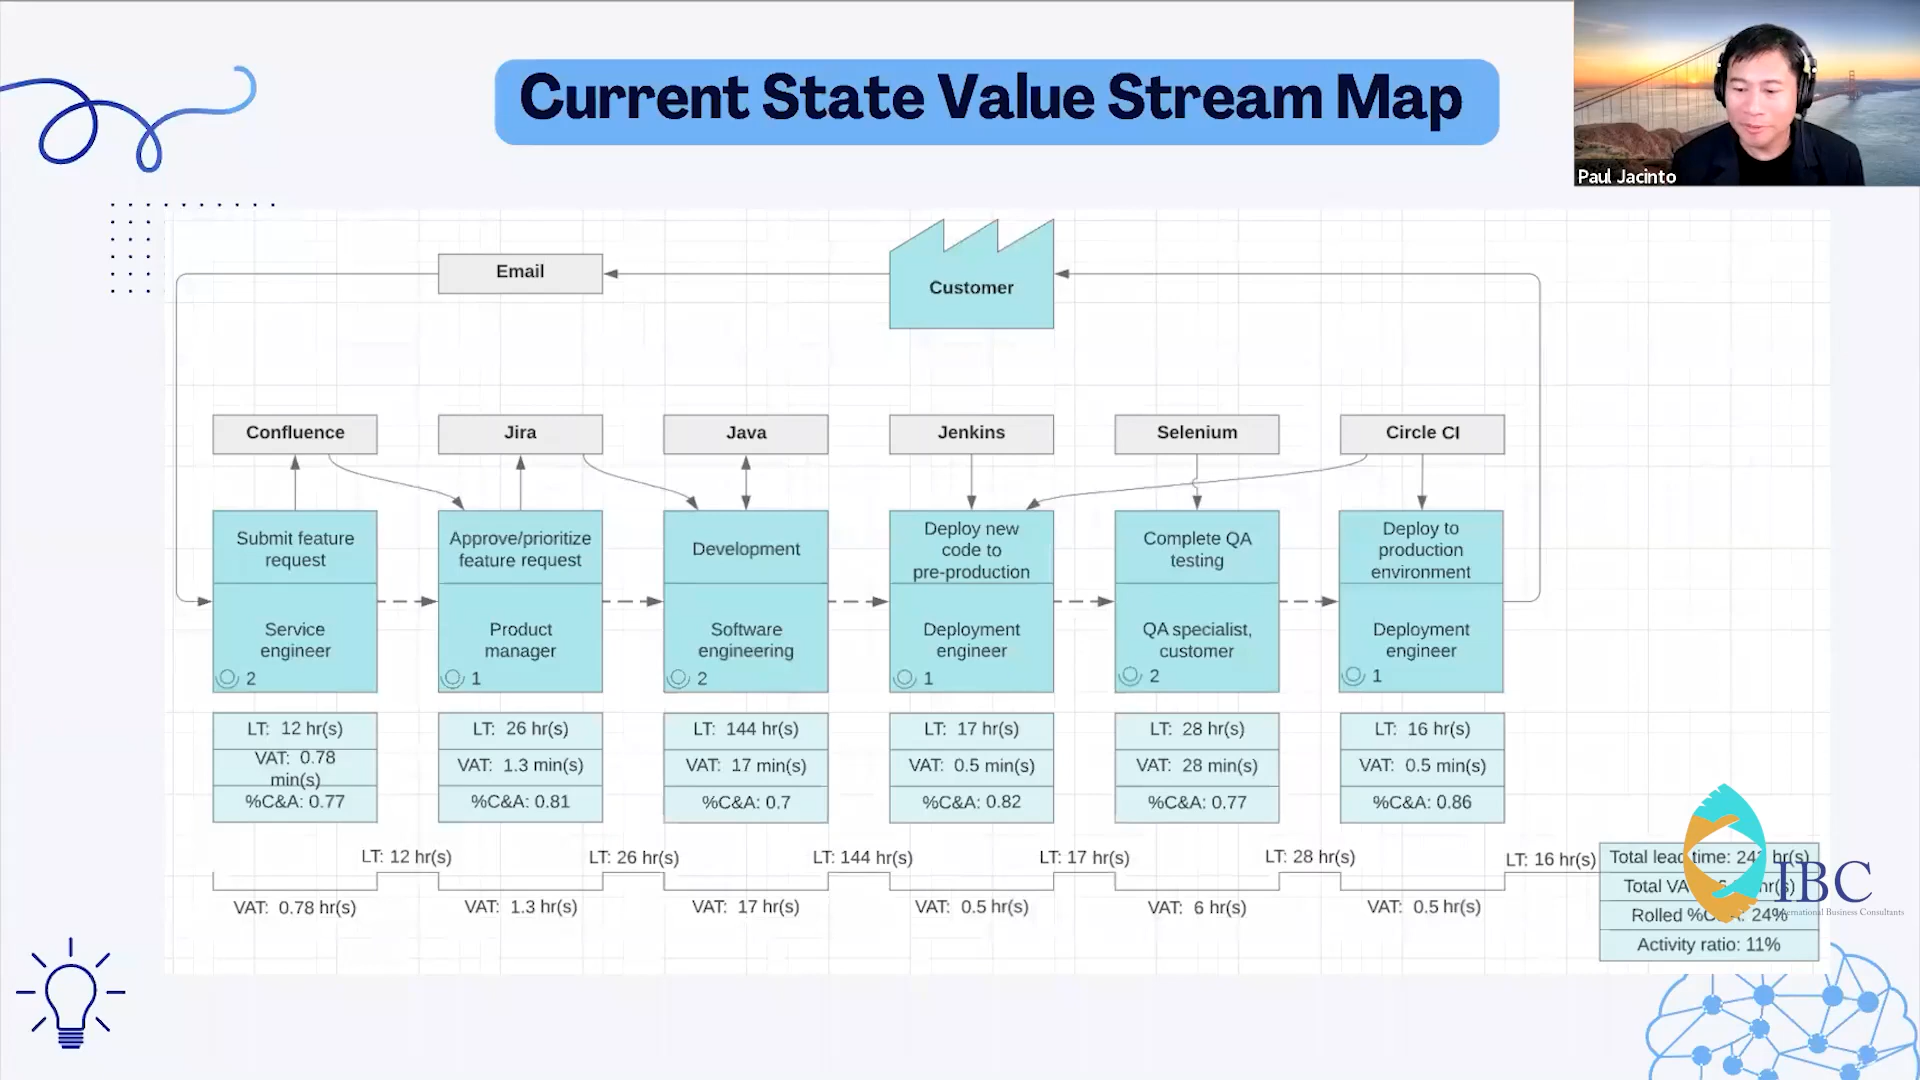 Current State Value Stream Map
Paul Jacinto
Email
Customer
Confluence
Jira
Java
Jenkins
Selenium
Circle CI
Submit feature
request
Approve/prioritize
feature request
Development
Deploy new
code to
pre-production
Complete QA
testing
Deploy to
production
environment
Service
engineer
2
Product
manager
1
Software
engineering
2
Deployment
engineer
1
QA specialist,
customer
2
Deployment
engineer
1
LT: 12 hr(s)
VAT: 0.78
min(s)
%C&A: 0.77
LT: 26 hr(s)
VAT: 1.3 min(s)
%C&A: 0.81
LT: 144 hr(s)
VAT: 17 min(s)
%C&A: 0.7
LT: 17 hr(s)
VAT: 0.5 min(s)
%C&A: 0.82
LT: 28 hr(s)
VAT: 28 min(s)
%C&A: 0.77
LT: 16 hr(s)
VAT: 0.5 min(s)
%C&A: 0.86
LT: 12 hr(s)
LT: 26 hr(s)
LT: 144 hr(s)
LT: 17 hr(s)
LT: 28 hr(s)
LT: 16 hr(s)
VAT: 0.78 hr(s)
VAT: 1.3 hr(s)
VAT: 17 hr(s)
VAT: 0.5 hr(s)
VAT: 6 hr(s)
VAT: 0.5 hr(s)
Total lead time: hr(s)
Total hr(s)
Rolled 24%
Activity ratio: 11%
IBC
International Business Consultants